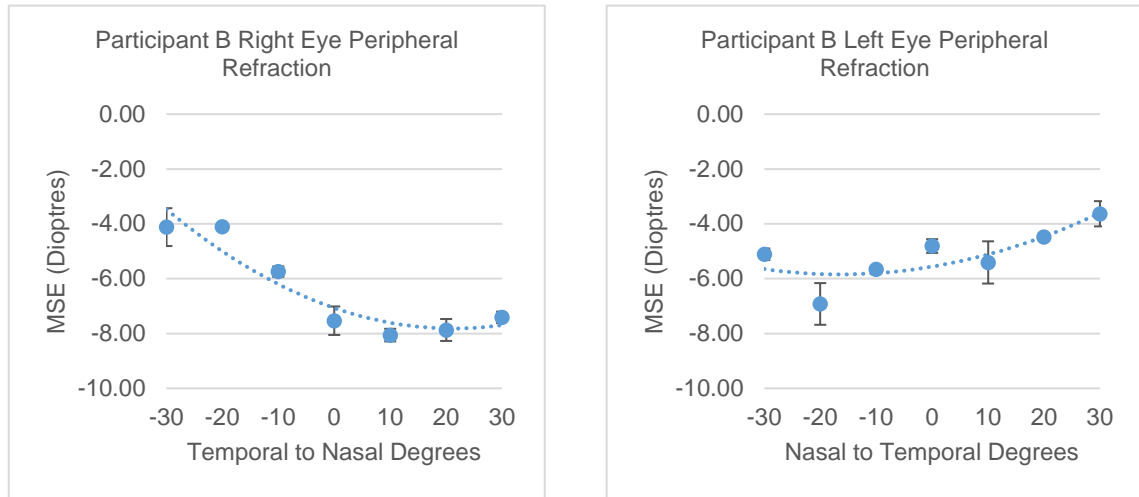 Participant B Right Eye Peripheral
Refraction
0.00
-2.00
-4.00
-6.00
-8.00
-10.00
MSE (Dioptres)
-30 -20 -10 0 10 20 30
Temporal to Nasal Degrees
Participant B Left Eye Peripheral
Refraction
0.00
-2.00
-4.00
-6.00
-8.00
-10.00
MSE (Dioptres)
-30 -20 -10 0 10 20 30
Nasal to Temporal Degrees